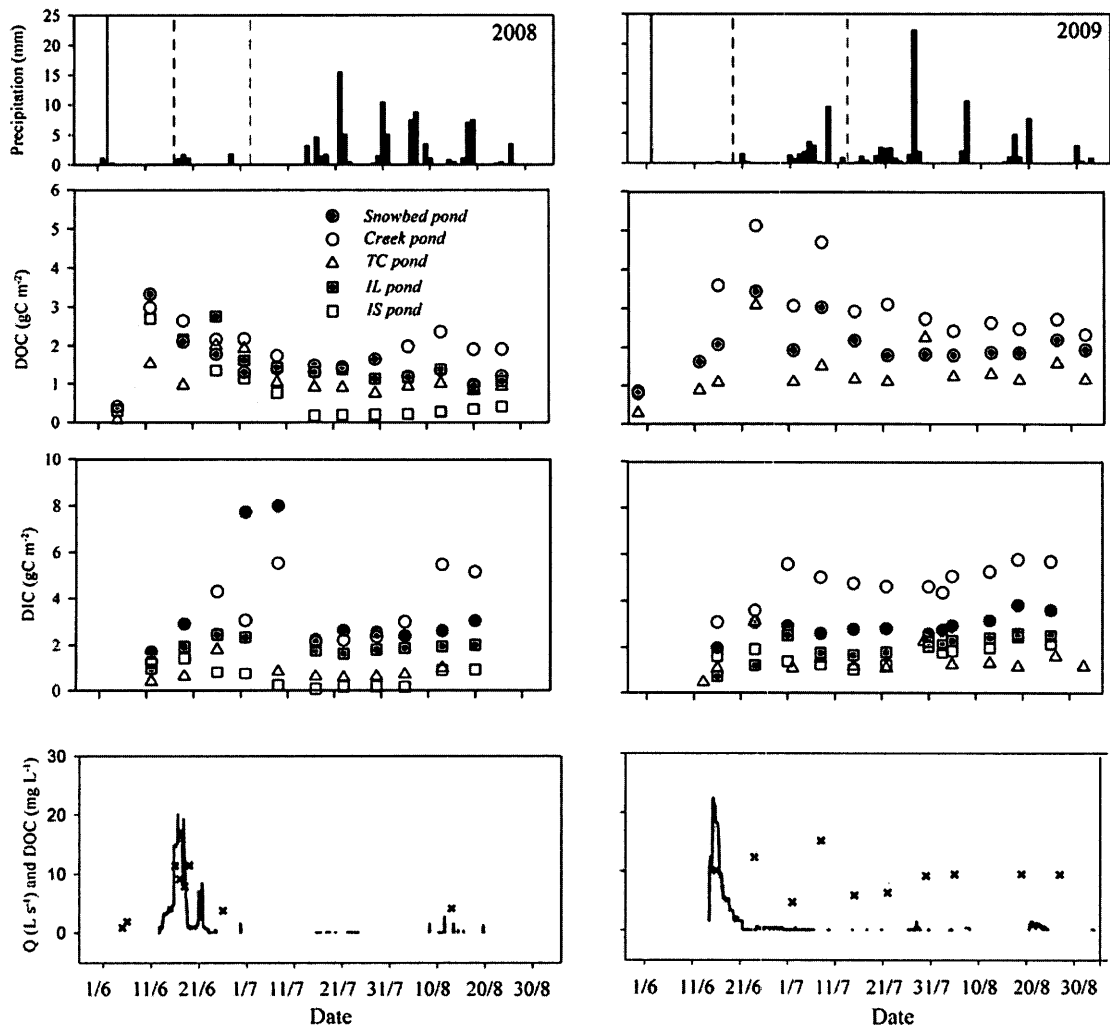 2008
2009
Precipitation (mm)
25
20
15
10
5
0
DOC (gC m⁻²)
6
5
4
3
2
1
0
Snowbed pond
Creek pond
TC pond
IL pond
IS pond
DIC (gC m⁻²)
10
8
6
4
2
0
Q (L s⁻¹) and DOC (mg L⁻¹)
30
20
10
0
1/6 11/6 21/6 1/7 11/7 21/7 31/7 10/8 20/8 30/8
1/6 11/6 21/6 1/7 11/7 21/7 31/7 10/8 20/8 30/8
Date
Date